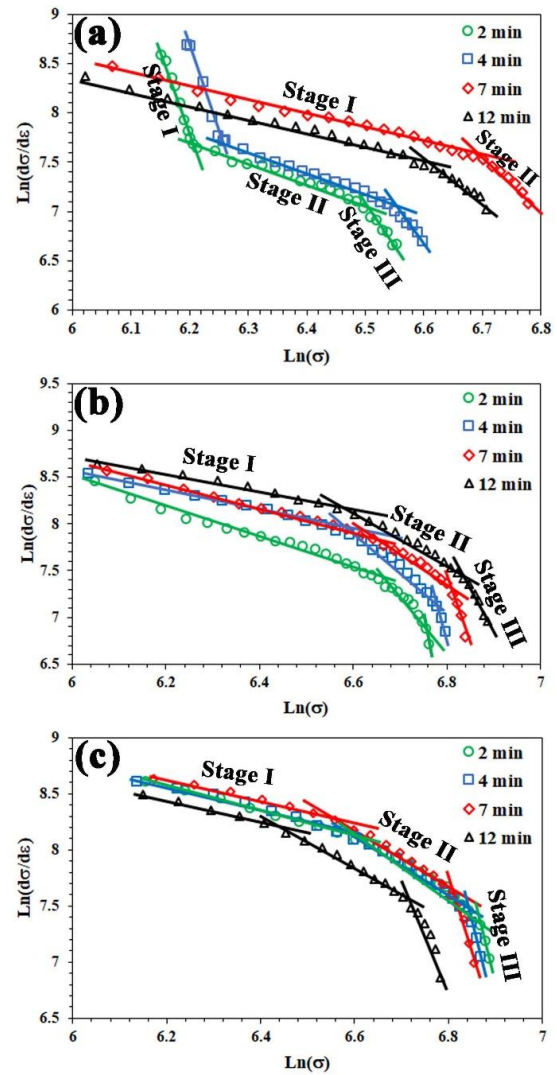 (a)
9
8.5
8
7.5
7
6.5
6
Ln(dσ/dε)
2 min
4 min
7 min
12 min
Stage I
Stage I
Stage II
Stage II
Stage III
6 6.1 6.2 6.3 6.4 6.5 6.6 6.7 6.8
Ln(σ)
(b)
9.5
9
8.5
8
7.5
7
6.5
Ln(dσ/dε)
2 min
4 min
7 min
12 min
Stage I
Stage II
Stage III
6 6.2 6.4 6.6 6.8 7
Ln(σ)
(c)
9
8.5
8
7.5
7
6.5
Ln(dσ/dε)
2 min
4 min
7 min
12 min
Stage I
Stage II
Stage III
6 6.2 6.4 6.6 6.8 7
Ln(σ)